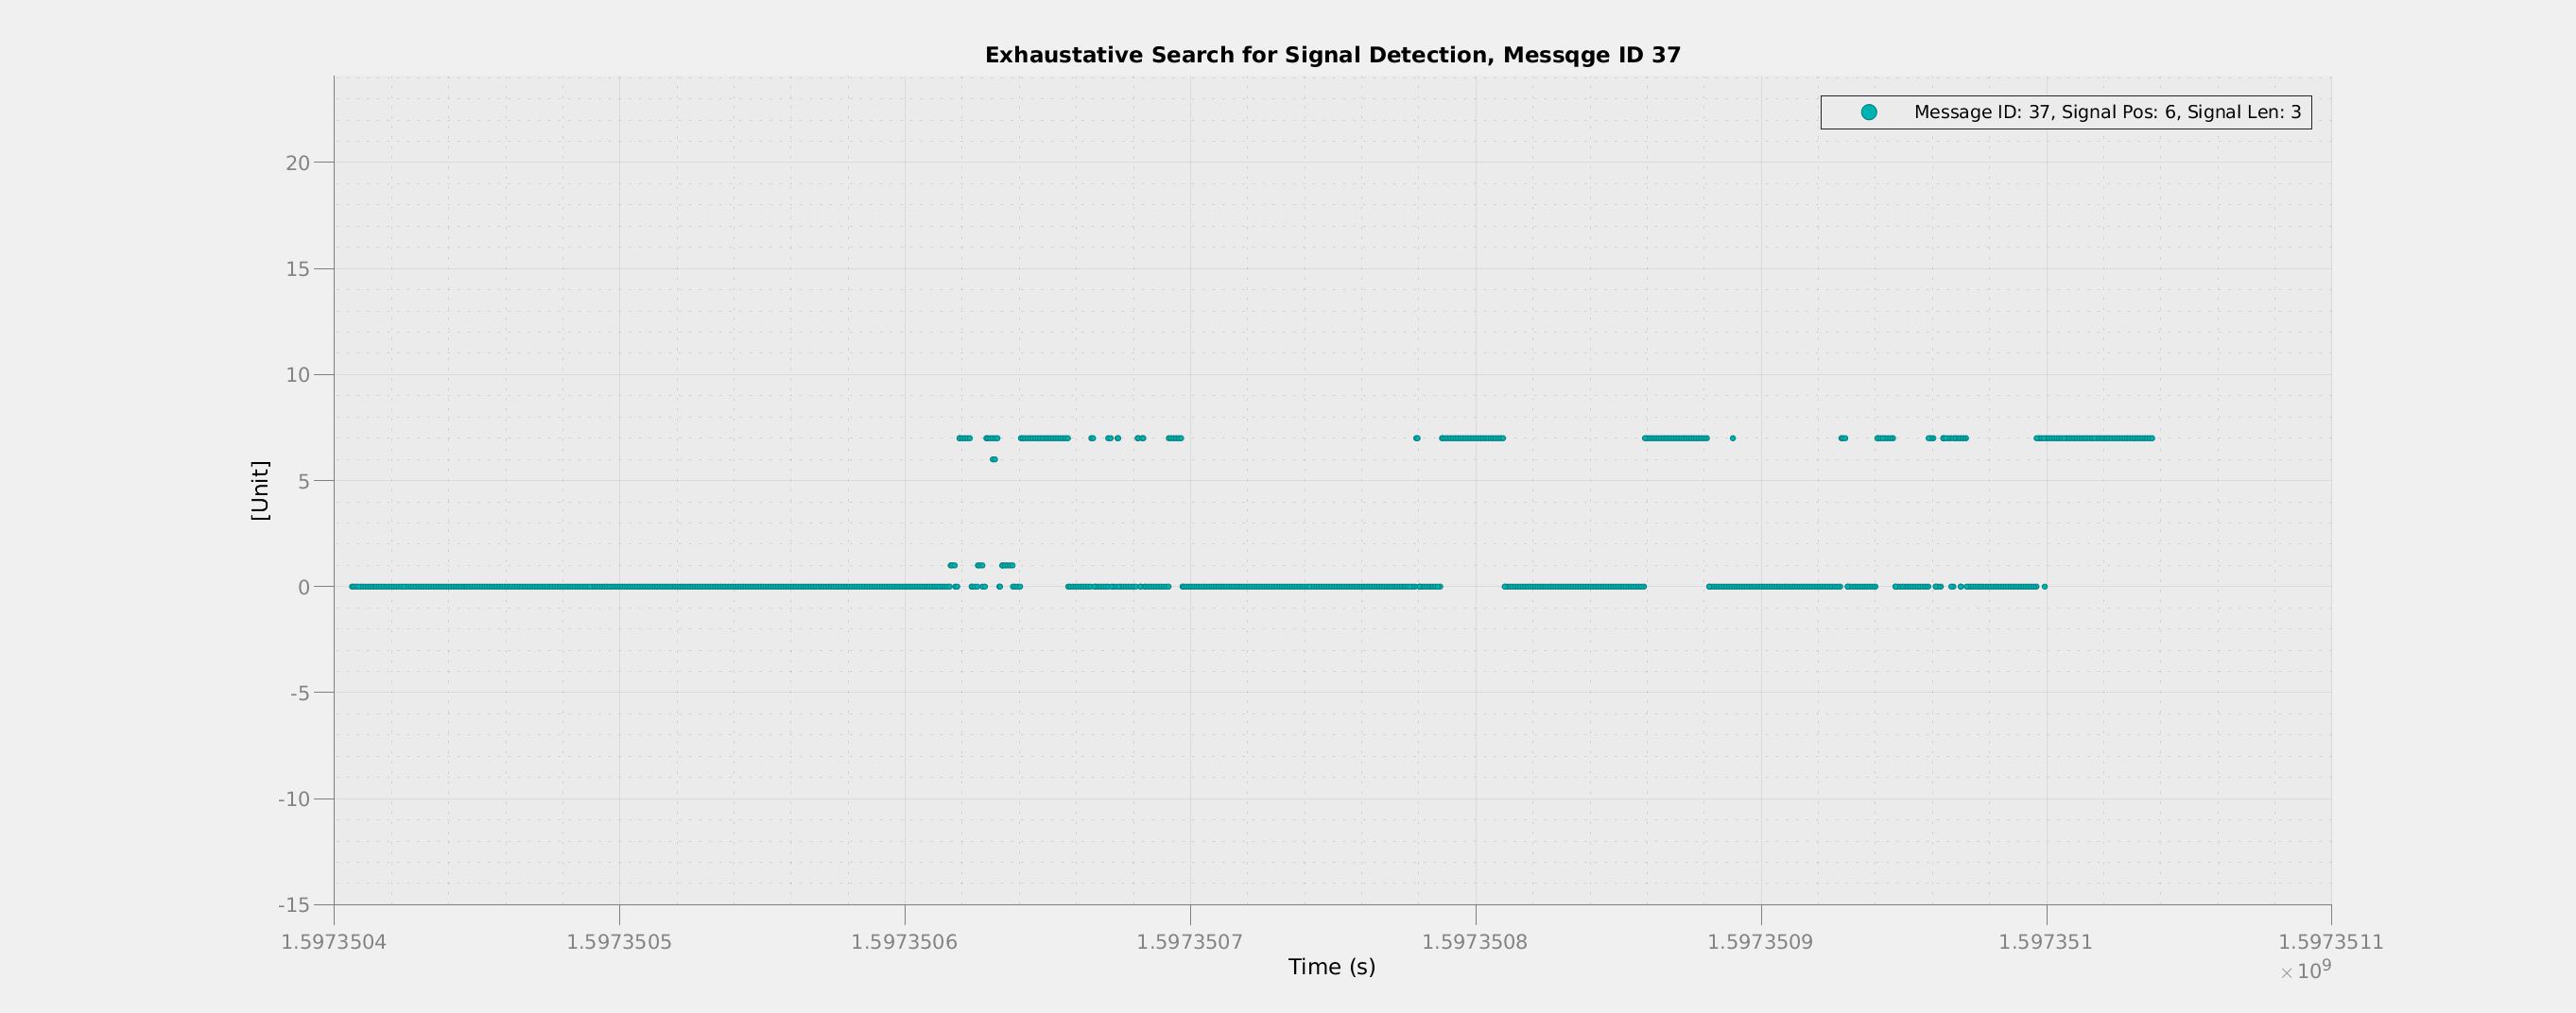 Exhaustative Search for Signal Detection, Messqge ID 37
Message ID: 37, Signal Pos: 6, Signal Len: 3
20
15
10
5
0
-5
-10
-15
[Unit]
1.5973504 1.5973505 1.5973506 1.5973507 1.5973508 1.5973509 1.597351 1.5973511
Time (s)
× 10⁹